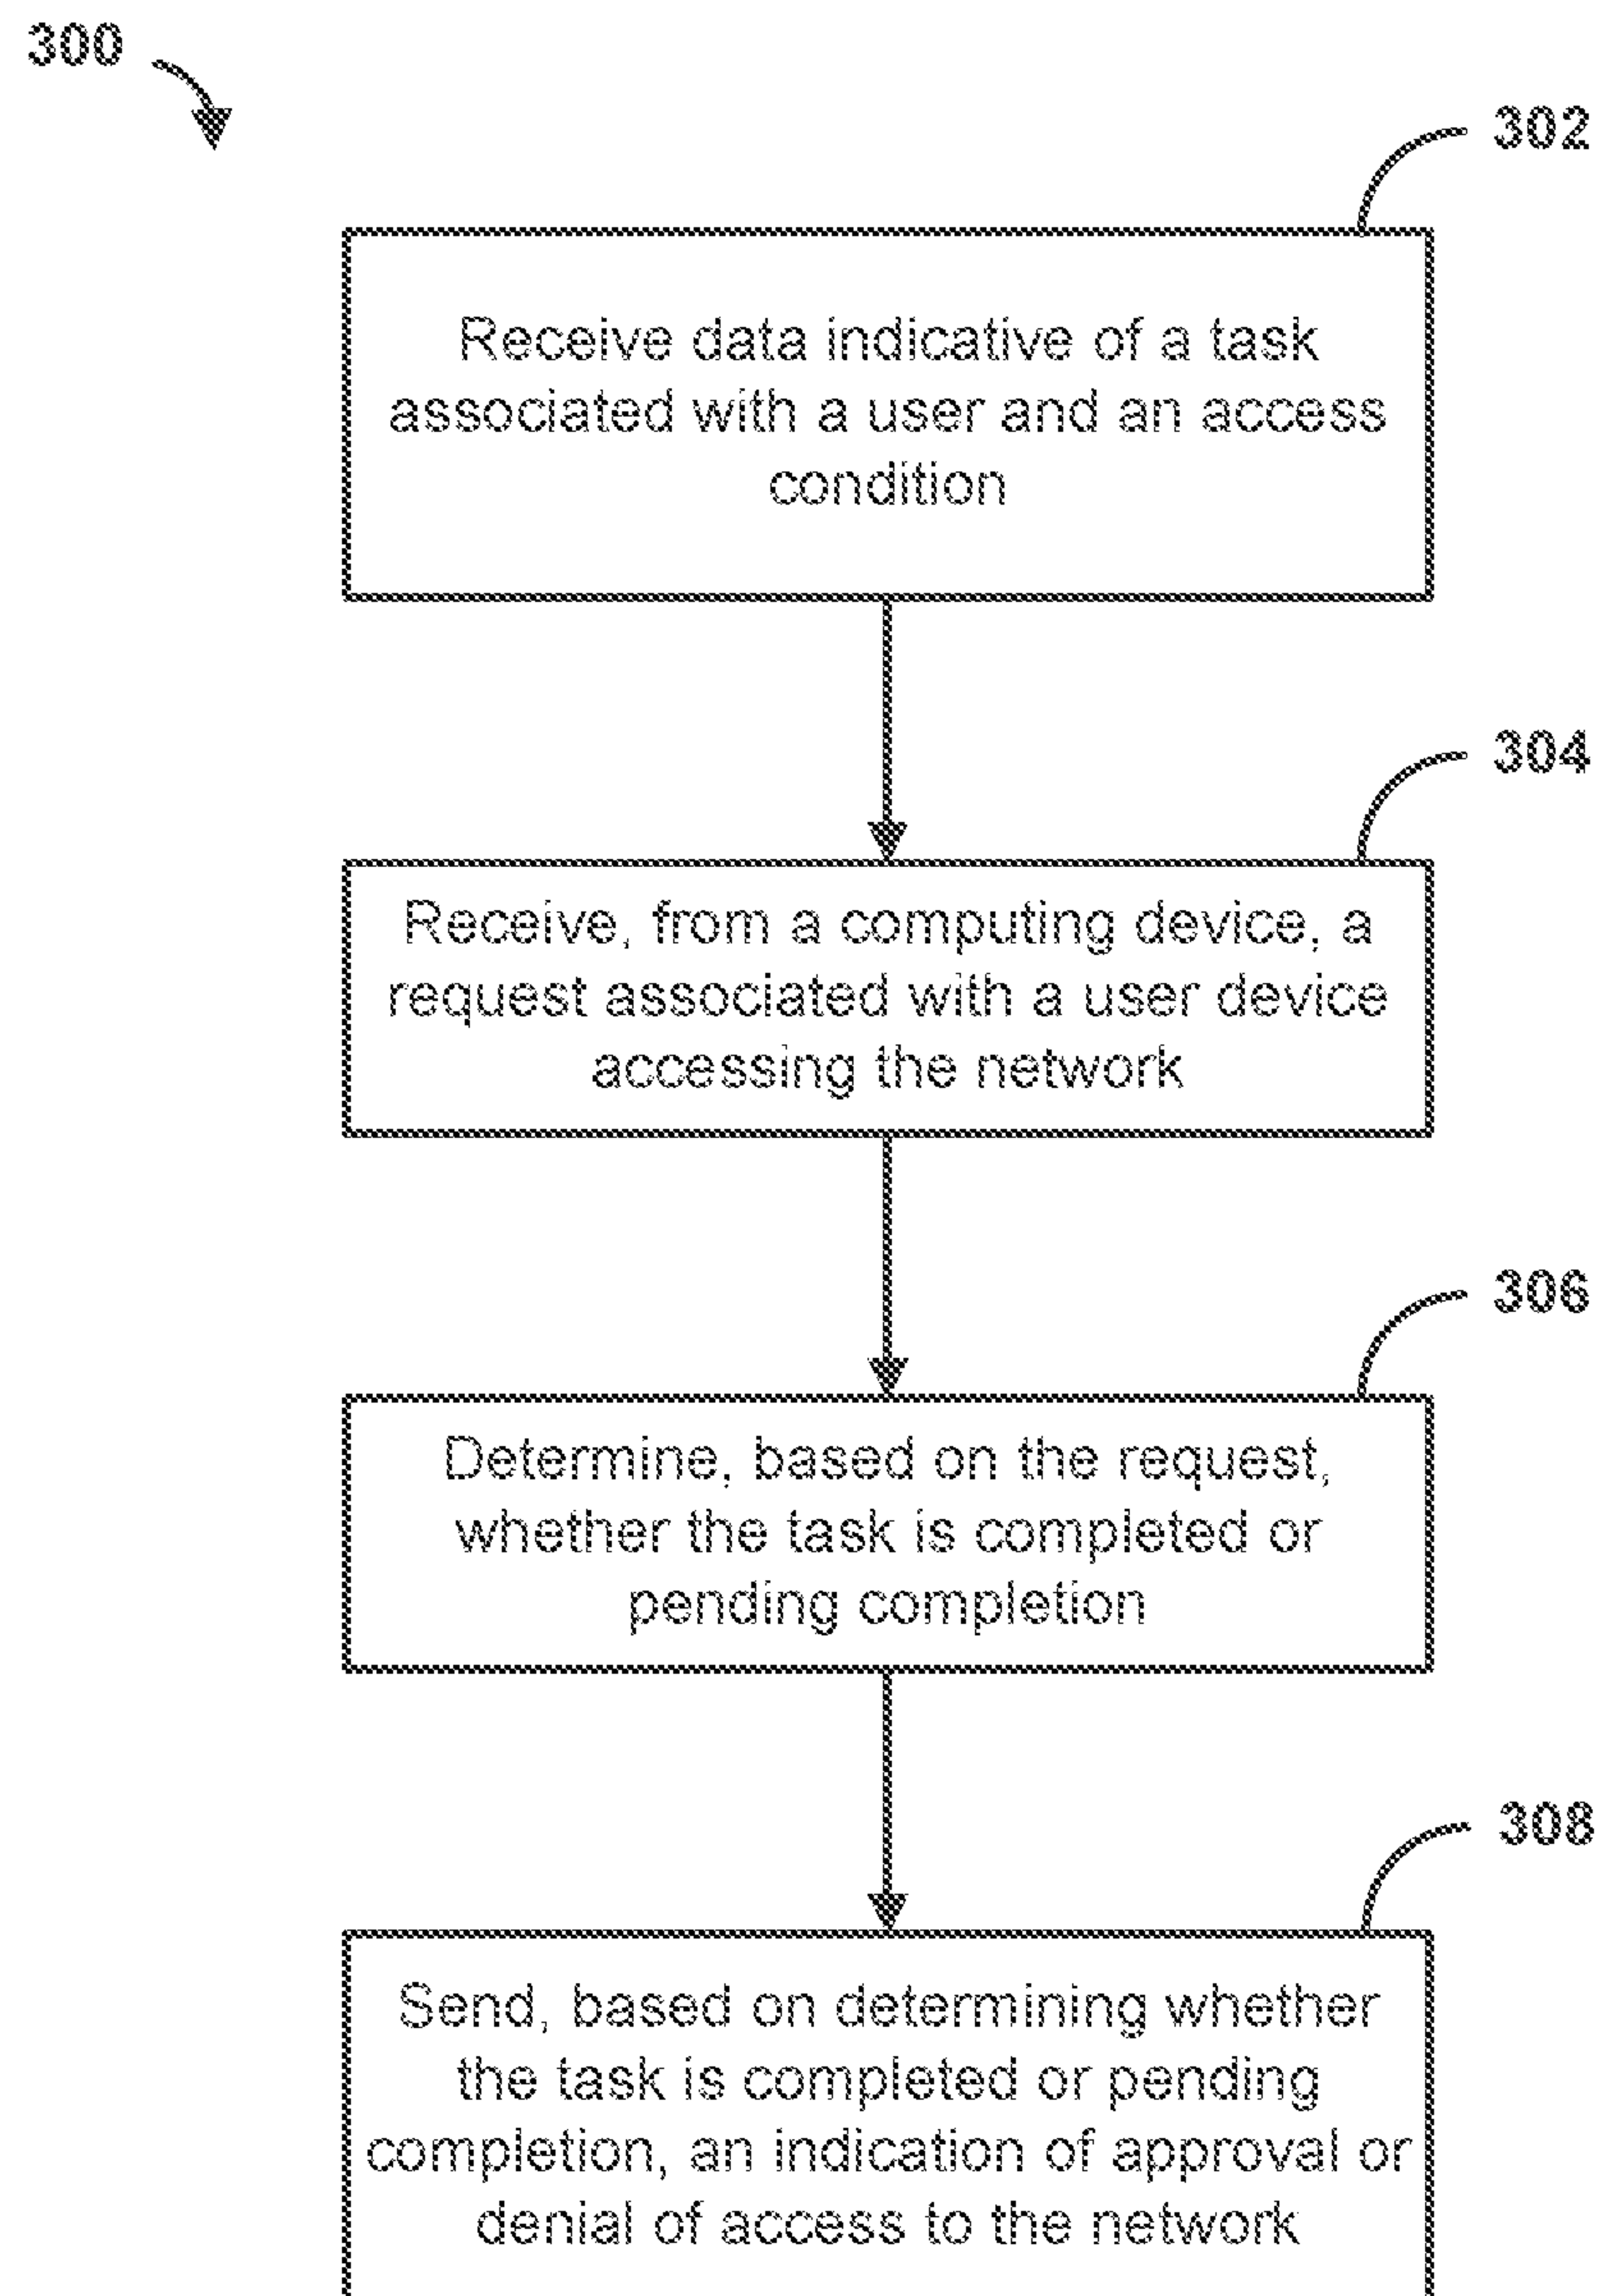 300
302
Receive data indicative of a task
associated with a user and an access
condition
304
Receive, from a computing device, a
request associated with a user device
accessing the network
306
Determine, based on the request,
whether the task is completed or
pending completion
308
Send, based on determining whether
the task is completed or pending
completion, an indication of approval or
denial of access to the network